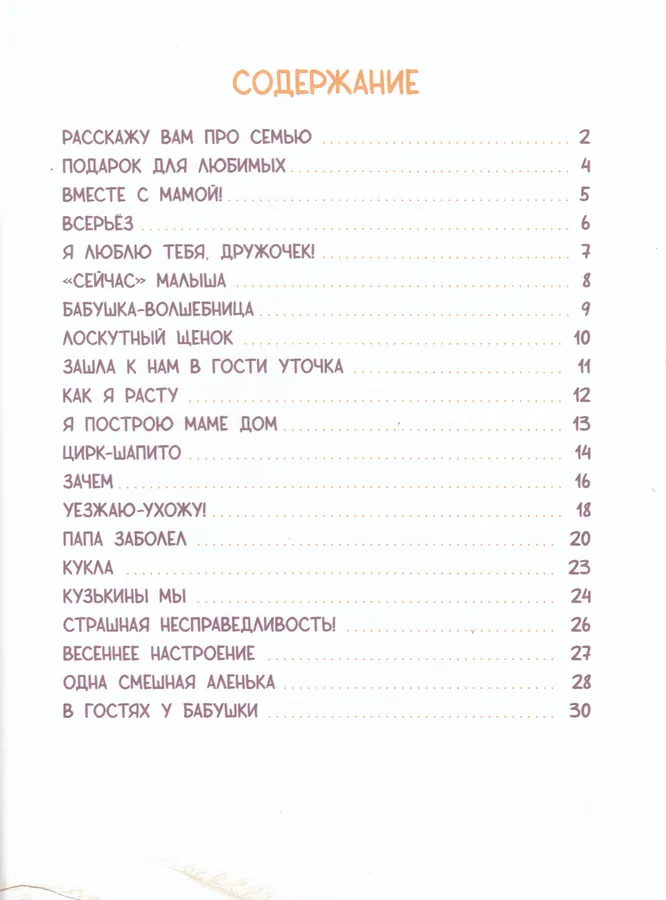 СОДЕРЖАНИЕ
РАССКАЖУ ВАМ ПРО СЕМЬЮ 2
ПОДАРОК ДЛЯ ЛЮБИМЫХ 4
ВМЕСТЕ С МАМОЙ! 5
ВСЕРЬЁЗ 6
Я ЛЮБЛЮ ТЕБЯ, ДРУЖОЧЕК! 7
«СЕЙЧАС» МАЛЫША 8
БАБУШКА-ВОЛШЕБНИЦА 9
ЛОСКУТНЫЙ ЩЕНОК 10
ЗАШЛА К НАМ В ГОСТИ УТОЧКА 11
КАК Я РАСТУ 12
Я ПОСТРОЮ МАМЕ ДОМ 13
ЦИРК-ШАПИТО 14
ЗАЧЕМ 16
УЕЗЖАЮ-УХОЖУ! 18
ПАПА ЗАБОЛЕЛ 20
КУКЛА 23
КУЗЬКИНЫ МЫ 24
СТРАШНАЯ НЕСПРАВЕДЛИВОСТЬ! 26
ВЕСЕННЕЕ НАСТРОЕНИЕ 27
ОДНА СМЕШНАЯ АЛЕНЬКА 28
В ГОСТЯХ У БАБУШКИ 30